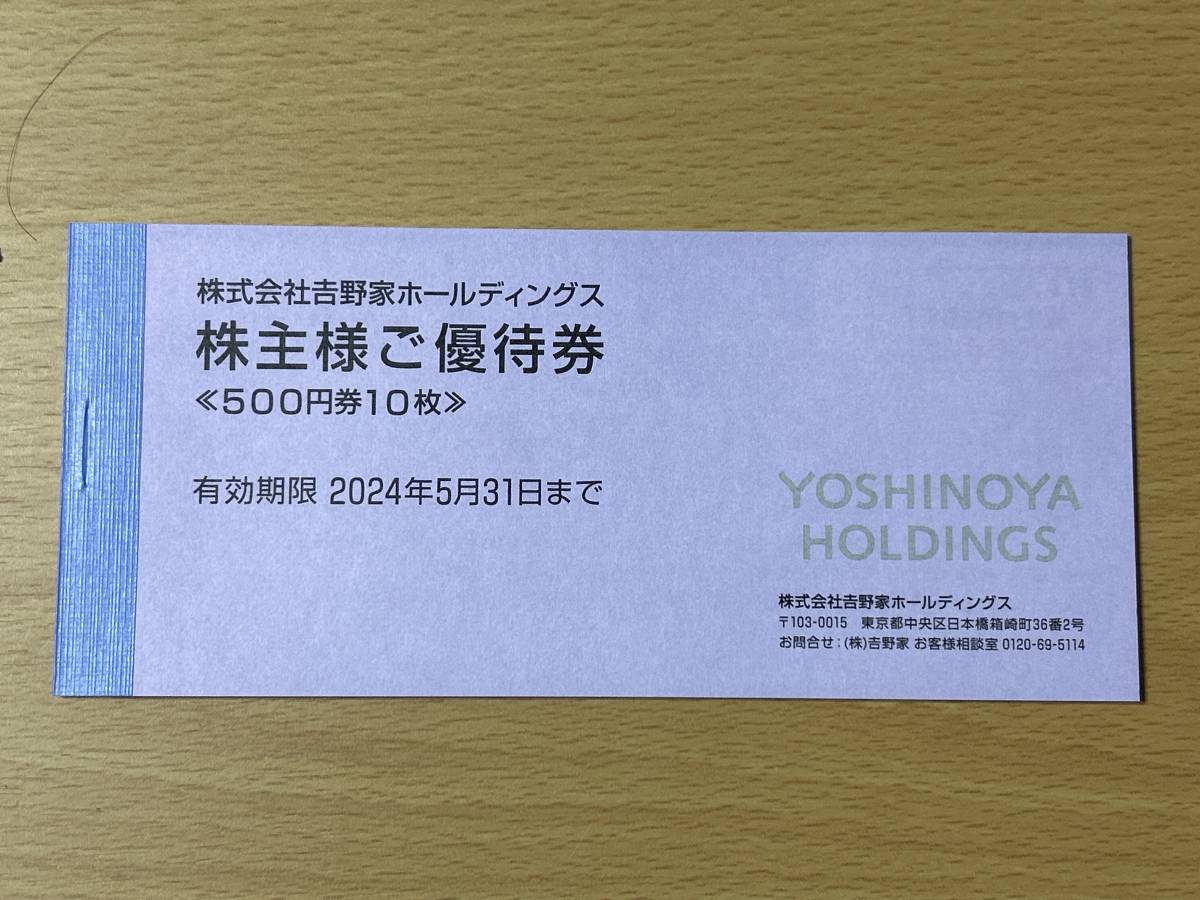 株式会社𠮷野家ホールディングス
株主様ご優待券
≪500円券10枚≫
有効期限 2024年5月31日まで
YOSHINOYA
HOLDINGS
株式会社𠮷野家ホールディングス
〒103-0015　東京都中央区日本橋箱崎町36番2号
お問合せ：(株)𠮷野家 お客様相談室 0120-69-5114